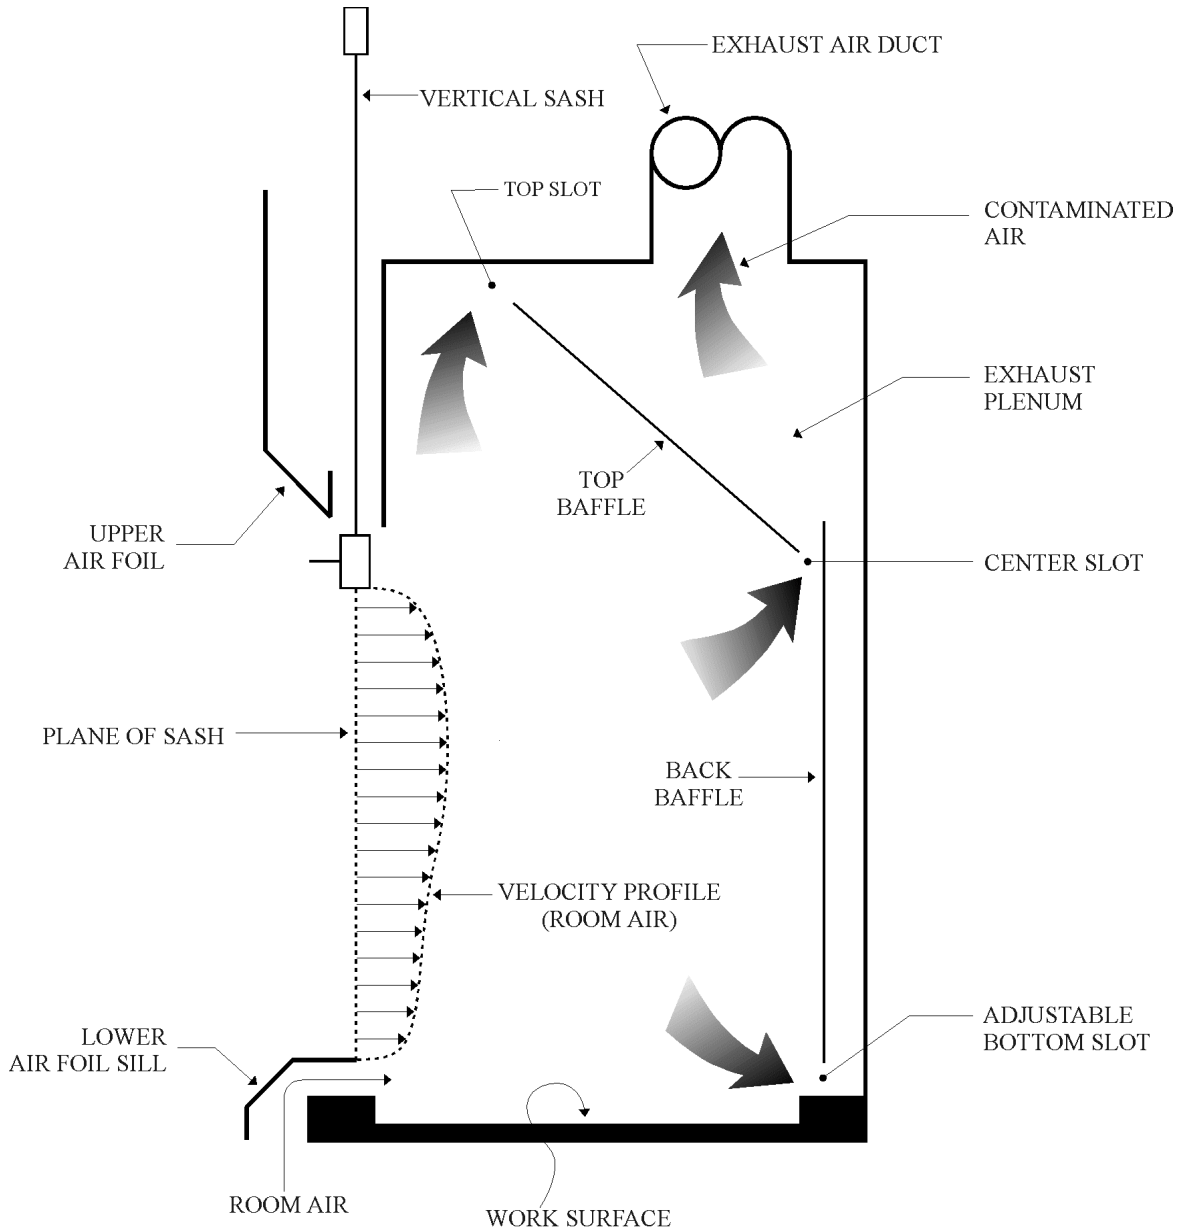 EXHAUST AIR DUCT
VERTICAL SASH
TOP SLOT
CONTAMINATED
AIR
EXHAUST
PLENUM
TOP
BAFFLE
UPPER
AIR FOIL
CENTER SLOT
PLANE OF SASH
BACK
BAFFLE
VELOCITY PROFILE
(ROOM AIR)
ADJUSTABLE
BOTTOM SLOT
LOWER
AIR FOIL SILL
ROOM AIR
WORK SURFACE